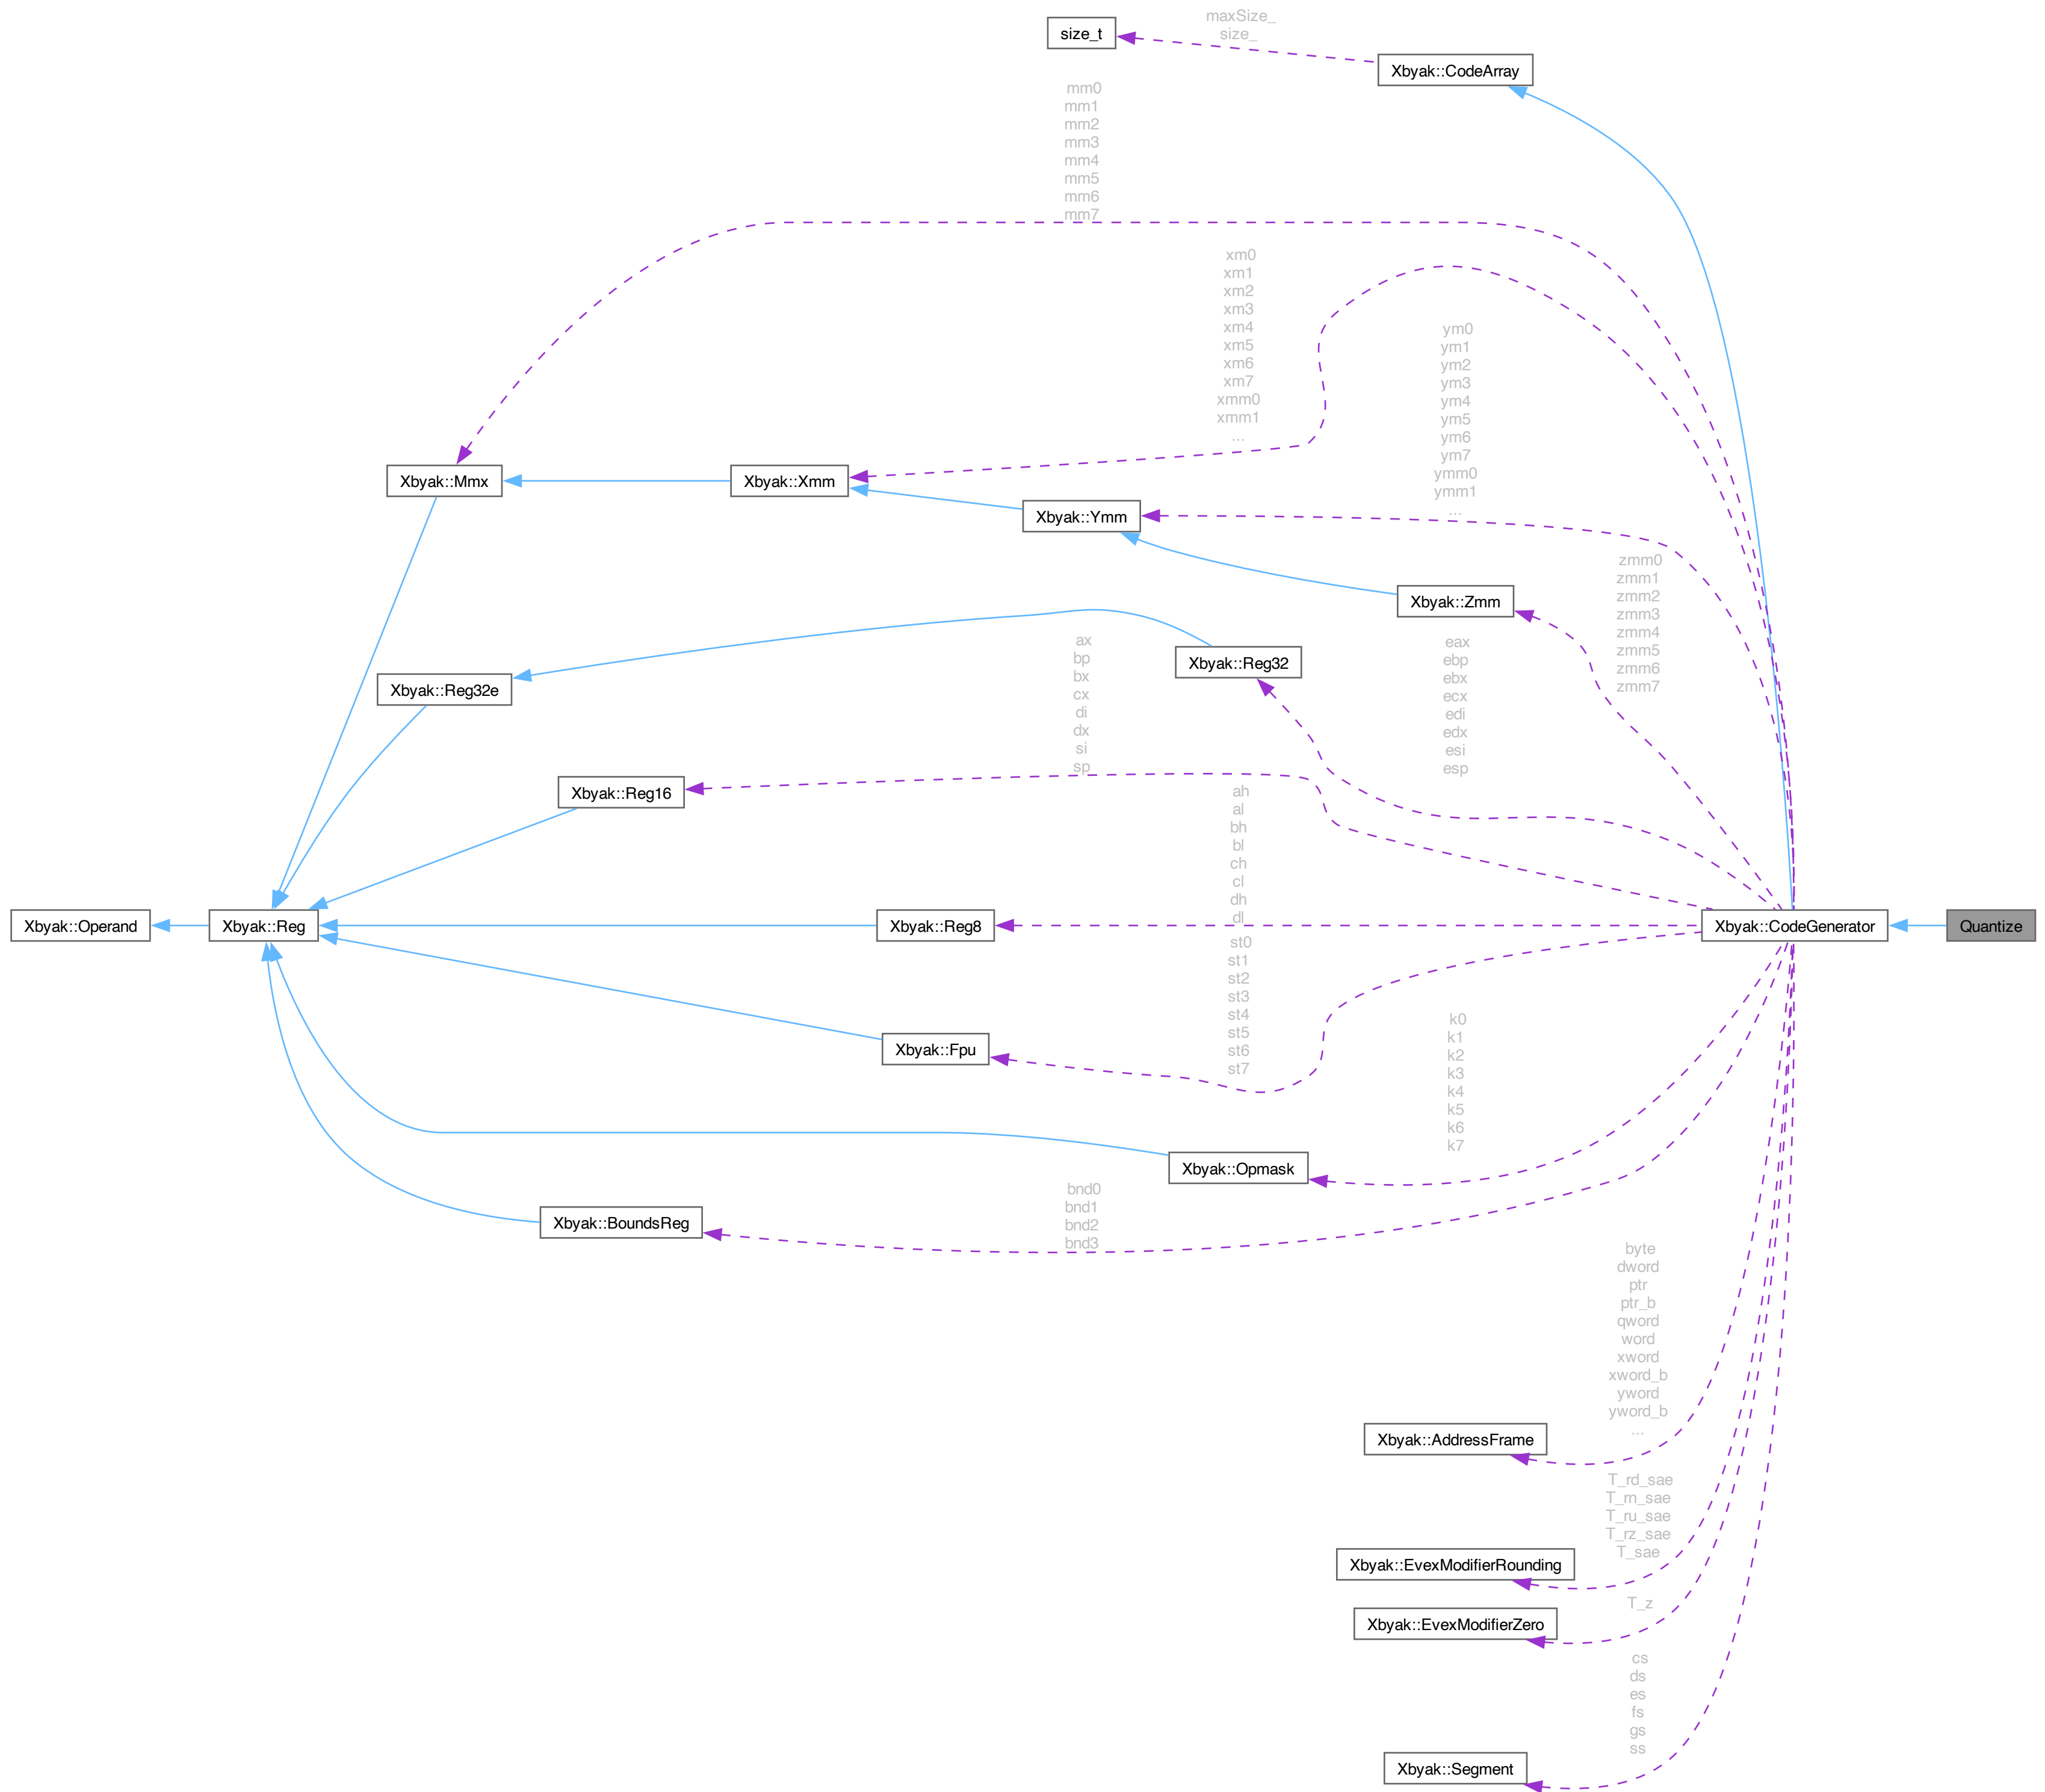 maxSize_
size_
size_t
Xbyak::CodeArray
mm0
mm1
mm2
mm3
mm4
mm5
mm6
mm7
xm0
xm1
xm2
xm3
xm4
xm5
xm6
xm7
xmm0
xmm1
...
ym0
ym1
ym2
ym3
ym4
ym5
ym6
ym7
ymm0
ymm1
...
Xbyak::Mmx
Xbyak::Xmm
Xbyak::Ymm
zmm0
zmm1
zmm2
zmm3
zmm4
zmm5
zmm6
zmm7
Xbyak::Zmm
eax
ebp
ebx
ecx
edi
edx
esi
esp
ax
bp
bx
cx
di
dx
si
sp
Xbyak::Reg32
Xbyak::Reg32e
Xbyak::Reg16
ah
al
bh
bl
ch
cl
dh
dl
Xbyak::Operand
Xbyak::Reg
Xbyak::Reg8
Xbyak::CodeGenerator
Quantize
st0
st1
st2
st3
st4
st5
st6
st7
Xbyak::Fpu
k0
k1
k2
k3
k4
k5
k6
k7
Xbyak::Opmask
bnd0
bnd1
bnd2
bnd3
Xbyak::BoundsReg
byte
dword
ptr
ptr_b
qword
word
xword
xword_b
yword
yword_b
...
Xbyak::AddressFrame
T_rd_sae
T_rn_sae
T_ru_sae
T_rz_sae
T_sae
Xbyak::EvexModifierRounding
T_z
Xbyak::EvexModifierZero
cs
ds
es
fs
gs
ss
Xbyak::Segment